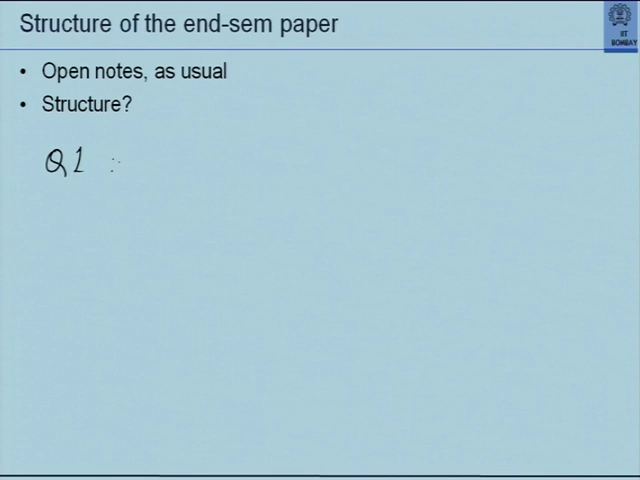 Structure of the end-sem paper
IIT
BOMBAY
• Open notes, as usual
• Structure?
Q1 :